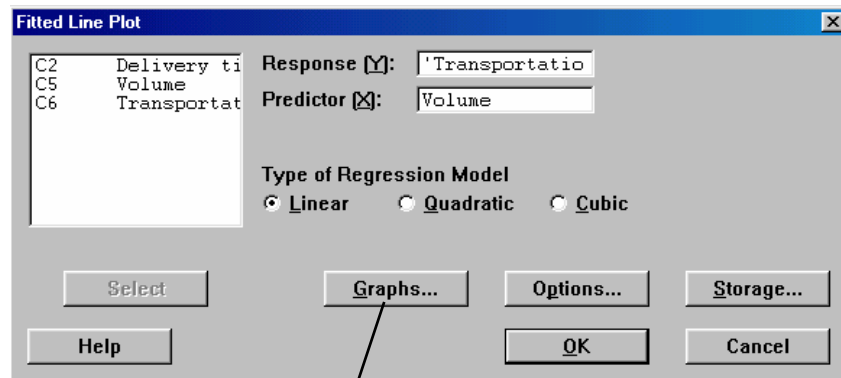 Fitted Line Plot
C2 Delivery ti
C5 Volume
C6 Transportat
Response (Y): 'Transportatio
Predictor (X): Volume
Type of Regression Model
Linear Quadratic Cubic
Select Graphs... Options... Storage...
Help OK Cancel